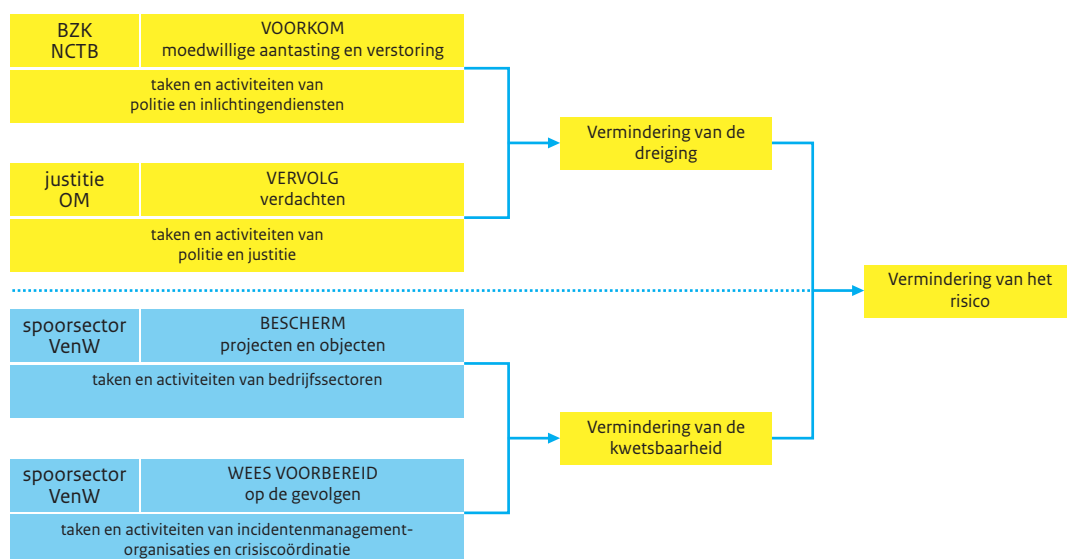 BZK
NCTB
VOORKOM
moedwillige aantasting en verstoring
taken en activiteiten van
politie en inlichtingendiensten
Vermindering van de
dreiging
justitie
OM
VERVOLG
verdachten
taken en activiteiten van
politie en justitie
Vermindering van het
risico
spoorsector
VenW
BESCHERM
projecten en objecten
taken en activiteiten van bedrijfssectoren
Vermindering van de
kwetsbaarheid
spoorsector
VenW
WEES VOORBEREID
op de gevolgen
taken en activiteiten van incidentenmanagement-
organisaties en crisiscoördinatie